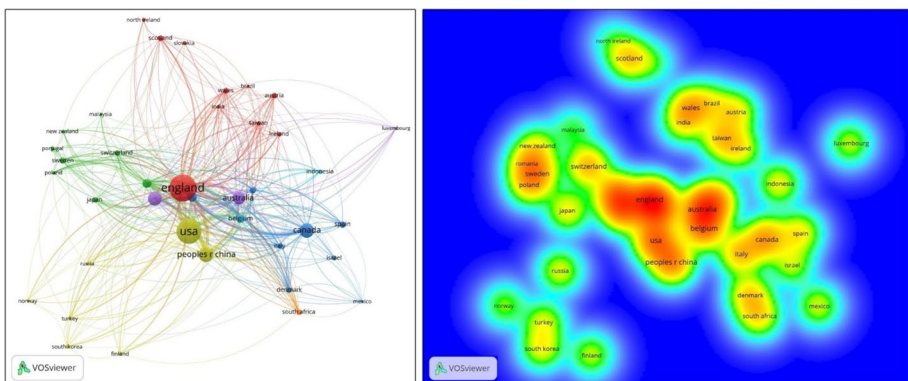 north ireland
scotland
slovakia
wales
brazil
austria
india
taiwan
ireland
luxembourg
malaysia
new zealand
portugal
switzerland
sweden
poland
indonesia
england
australia
japan
belgium
spain
usa
canada
italy
peoples r china
israel
russia
denmark
norway
mexico
south africa
turkey
south korea
finland
VOSviewer
north ireland
scotland
wales
brazil
austria
india
malaysia
taiwan
luxembourg
new zealand
ireland
romania
switzerland
sweden
poland
indonesia
england
japan
australia
belgium
spain
usa
canada
italy
peoples r china
israel
russia
denmark
norway
mexico
south africa
turkey
south korea
finland
VOSviewer